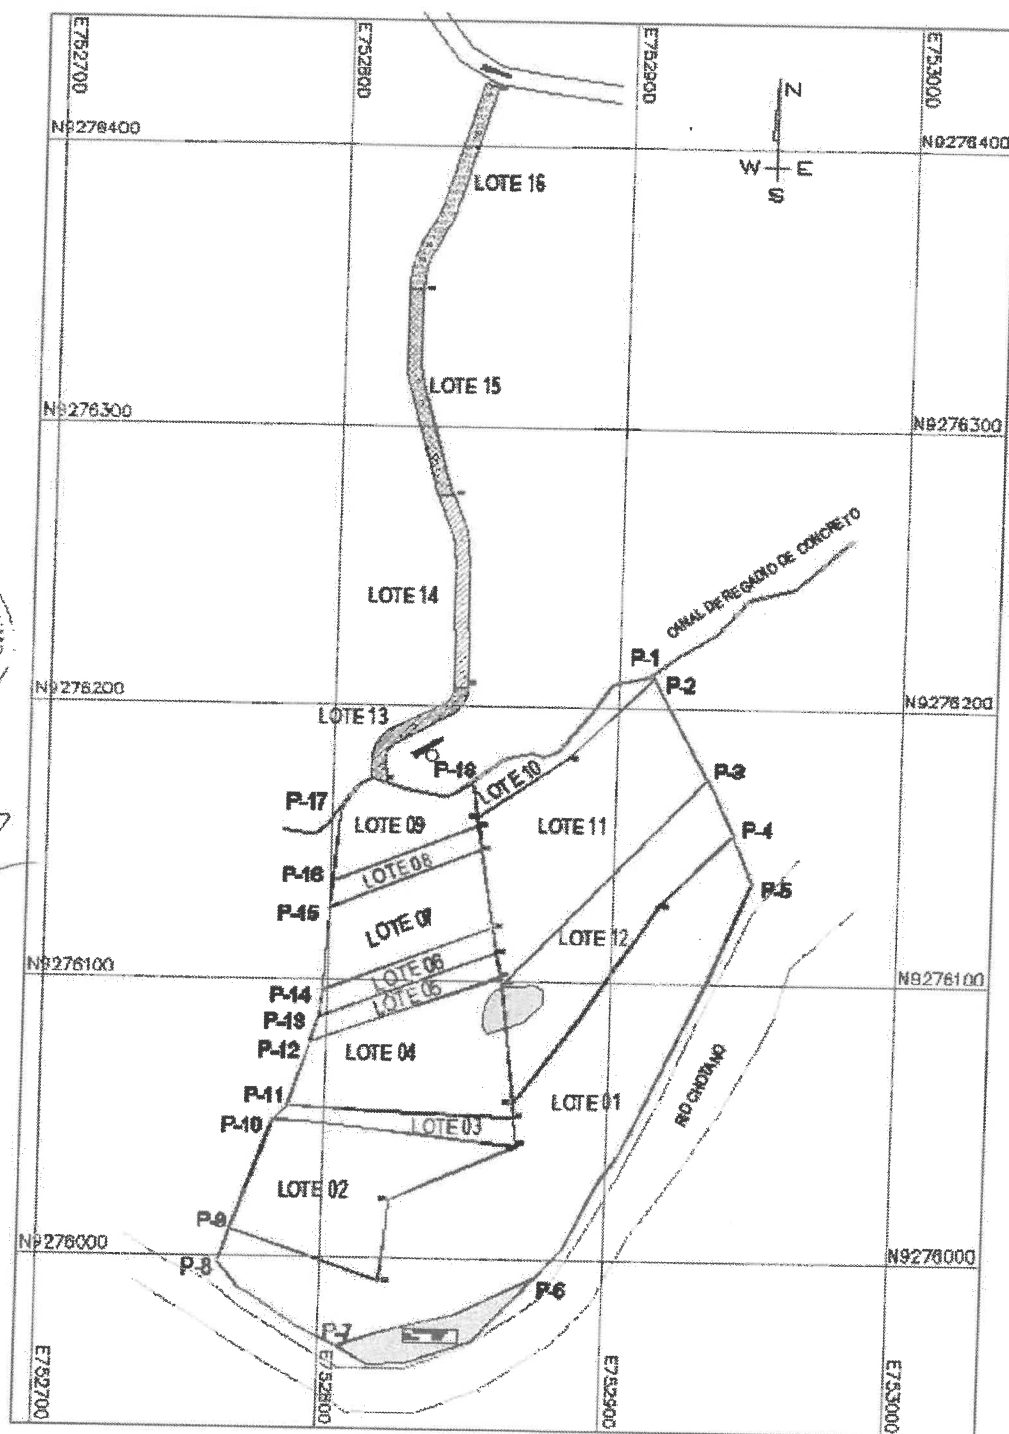 E752700
E752800
E752900
E753000
N9276400
N9276400
N
W E
S
LOTE 16
LOTE 15
N9276300
N9276300
LOTE 14
CANAL DE REGADIO DE CONCRETO
P-1
P-2
N9276200
N9276200
LOTE 13
P-18
LOTE 10
P-3
P-17
LOTE 09
LOTE 11
P-4
P-16
LOTE 08
P-5
P-15
LOTE 07
LOTE 12
N9276100
LOTE 06
N9276100
P-14
LOTE 05
P-13
P-12
LOTE 04
RIO CHOTANO
P-11
LOTE 01
P-10
LOTE 03
LOTE 02
P-9
N9276000
N9276000
P-8
P-6
P-7
E752700
E752800
E752900
E753000